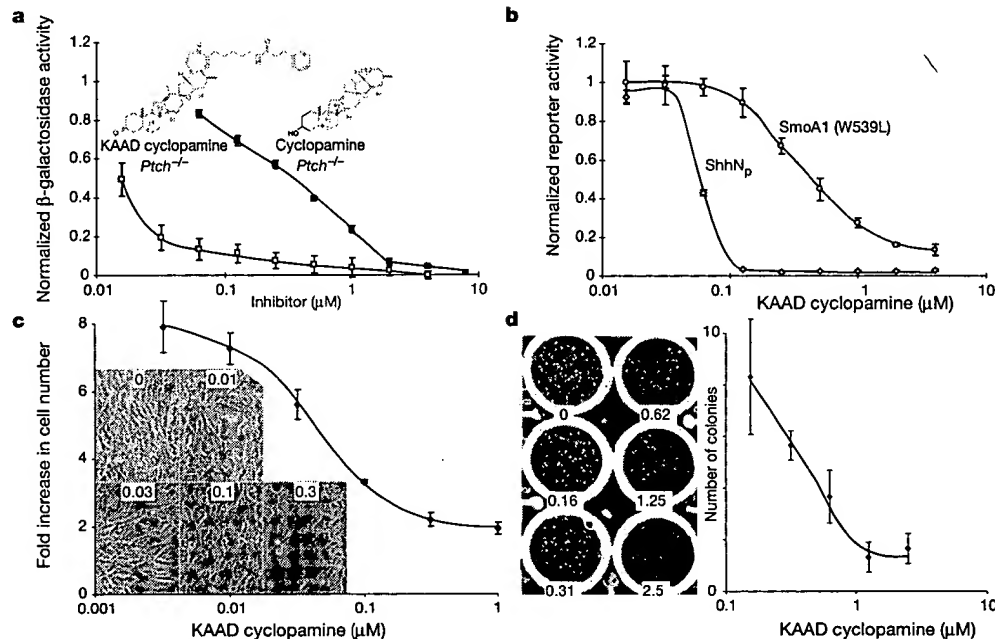 a
Normalized β-galactosidase activity
1.2
1
0.8
0.6
0.4
0.2
0
0.01
0.1
1
10
Inhibitor (μM)
HO
KAAD cyclopamine
Ptch–/–
Cyclopamine
Ptch–/–
b
Normalized reporter activity
1.2
1
0.8
0.6
0.4
0.2
0
0.01
0.1
1
10
KAAD cyclopamine (μM)
SmoA1 (W539L)
ShhNp
c
Fold increase in cell number
8
6
4
2
0
0.001
0.01
0.1
1
KAAD cyclopamine (μM)
0
0.01
0.03
0.1
0.3
d
0
0.62
0.16
1.25
0.31
2.5
Number of colonies
10
0
0.1
1
10
KAAD cyclopamine (μM)